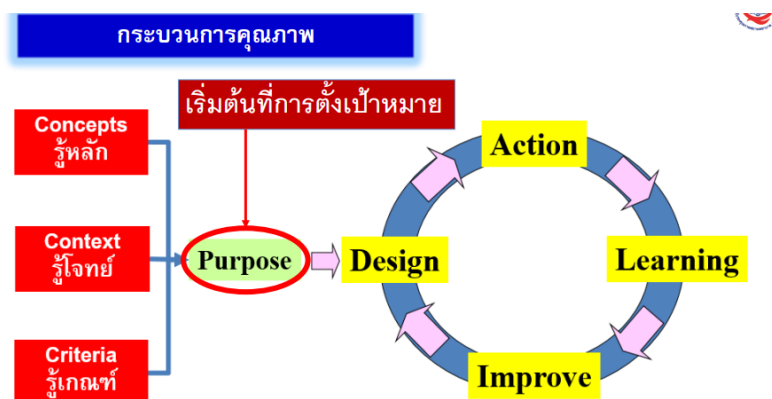 กระบวนการคุณภาพ
เริ่มต้นที่การตั้งเป้าหมาย
Concepts
รู้หลัก
Context
รู้โจทย์
Criteria
รู้เกณฑ์
Purpose
Design
Action
Learning
Improve